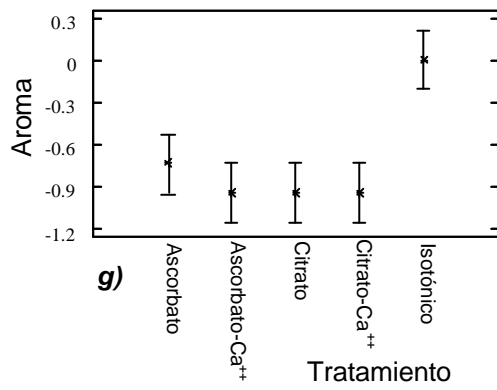 Aroma
0.3
0
-0.3
-0.6
-0.9
-1.2
g)
Ascorbato
Ascorbato-Ca++
Citrato
Citrato-Ca++
Isotónico
Tratamiento